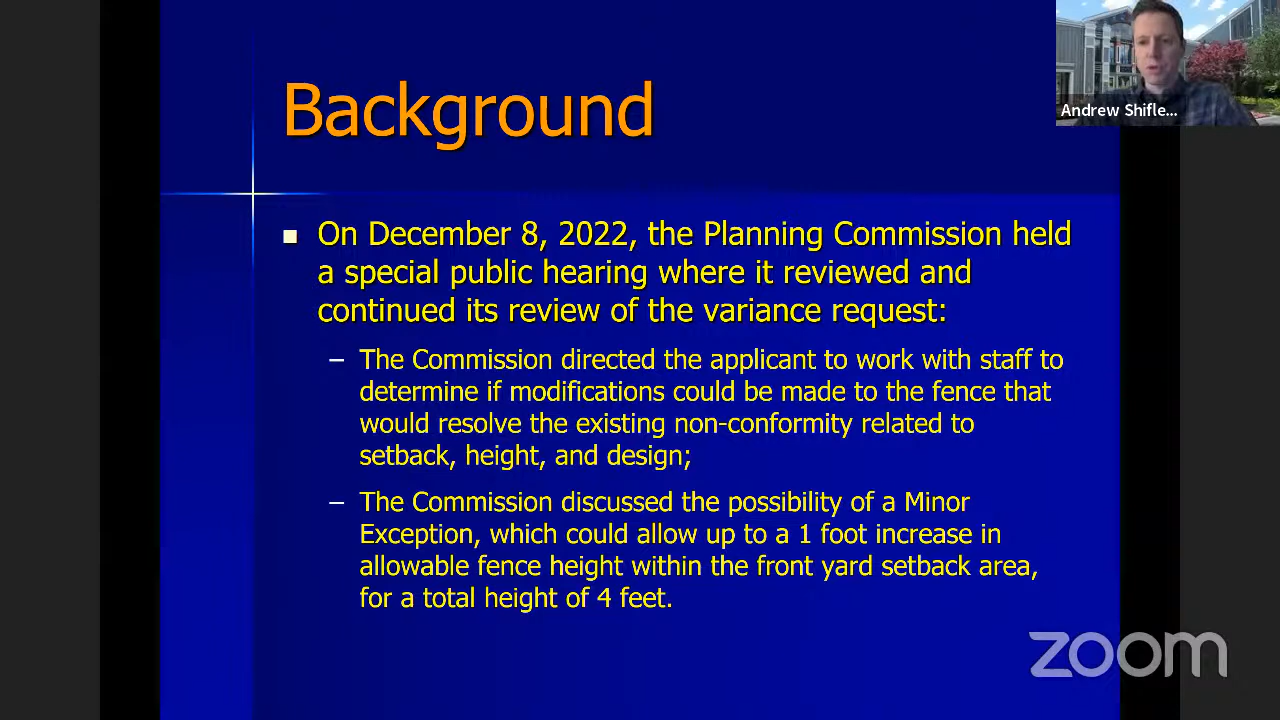 Background
Andrew Shifle...
On December 8, 2022, the Planning Commission held
a special public hearing where it reviewed and
continued its review of the variance request:
– The Commission directed the applicant to work with staff to
determine if modifications could be made to the fence that
would resolve the existing non-conformity related to
setback, height, and design;
– The Commission discussed the possibility of a Minor
Exception, which could allow up to a 1 foot increase in
allowable fence height within the front yard setback area,
for a total height of 4 feet.
zoom